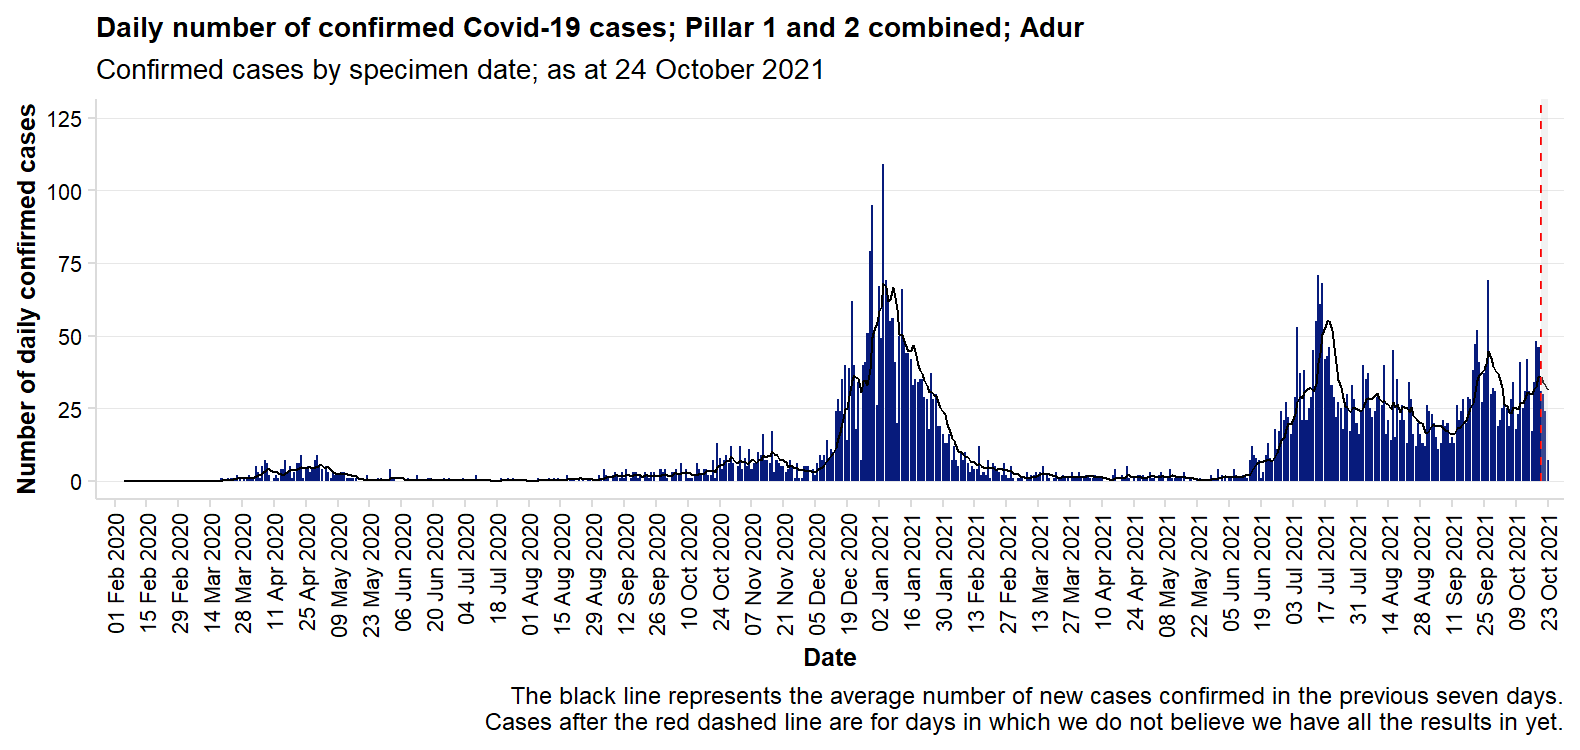 Daily number of confirmed Covid-19 cases; Pillar 1 and 2 combined; Adur
Confirmed cases by specimen date; as at 24 October 2021
Number of daily confirmed cases
125
100
75
50
25
0
01 Feb 2020
15 Feb 2020
29 Feb 2020
14 Mar 2020
28 Mar 2020
11 Apr 2020
25 Apr 2020
09 May 2020
23 May 2020
06 Jun 2020
20 Jun 2020
04 Jul 2020
18 Jul 2020
01 Aug 2020
15 Aug 2020
29 Aug 2020
12 Sep 2020
26 Sep 2020
10 Oct 2020
24 Oct 2020
07 Nov 2020
21 Nov 2020
05 Dec 2020
19 Dec 2020
02 Jan 2021
16 Jan 2021
30 Jan 2021
13 Feb 2021
27 Feb 2021
13 Mar 2021
27 Mar 2021
10 Apr 2021
24 Apr 2021
08 May 2021
22 May 2021
05 Jun 2021
19 Jun 2021
03 Jul 2021
17 Jul 2021
31 Jul 2021
14 Aug 2021
28 Aug 2021
11 Sep 2021
25 Sep 2021
09 Oct 2021
23 Oct 2021
Date
The black line represents the average number of new cases confirmed in the previous seven days.
Cases after the red dashed line are for days in which we do not believe we have all the results in yet.